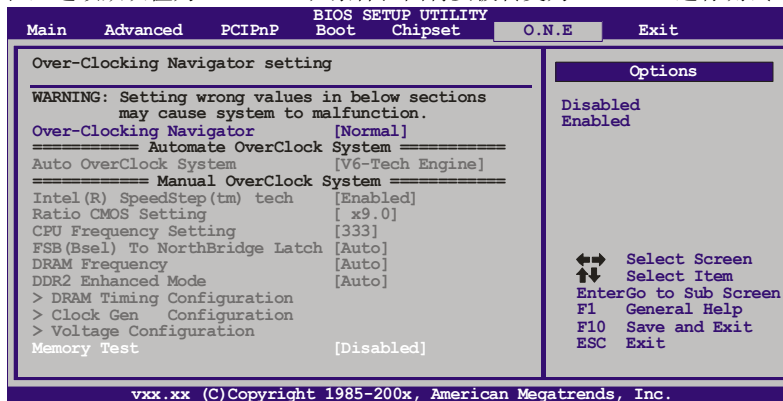 BIOS SETUP UTILITY
Main Advanced PCIPnP Boot Chipset O.N.E Exit
Over-Clocking Navigator setting
WARNING: Setting wrong values in below sections
may cause system to malfunction.
Over-Clocking Navigator [Normal]
=========== Automate OverClock System ===========
Auto OverClock System [V6-Tech Engine]
============ Manual OverClock System ============
Intel(R) SpeedStep(tm) tech [Enabled]
Ratio CMOS Setting [ x9.0]
CPU Frequency Setting [333]
FSB(Bsel) To NorthBridge Latch [Auto]
DRAM Frequency [Auto]
DDR2 Enhanced Mode [Auto]
> DRAM Timing Configuration
> Clock Gen Configuration
> Voltage Configuration
Memory Test [Disabled]
Options
Disabled
Enabled
Select Screen
Select Item
Enter Go to Sub Screen
F1 General Help
F10 Save and Exit
ESC Exit
vxx.xx (C)Copyright 1985-200x, American Megatrends, Inc.